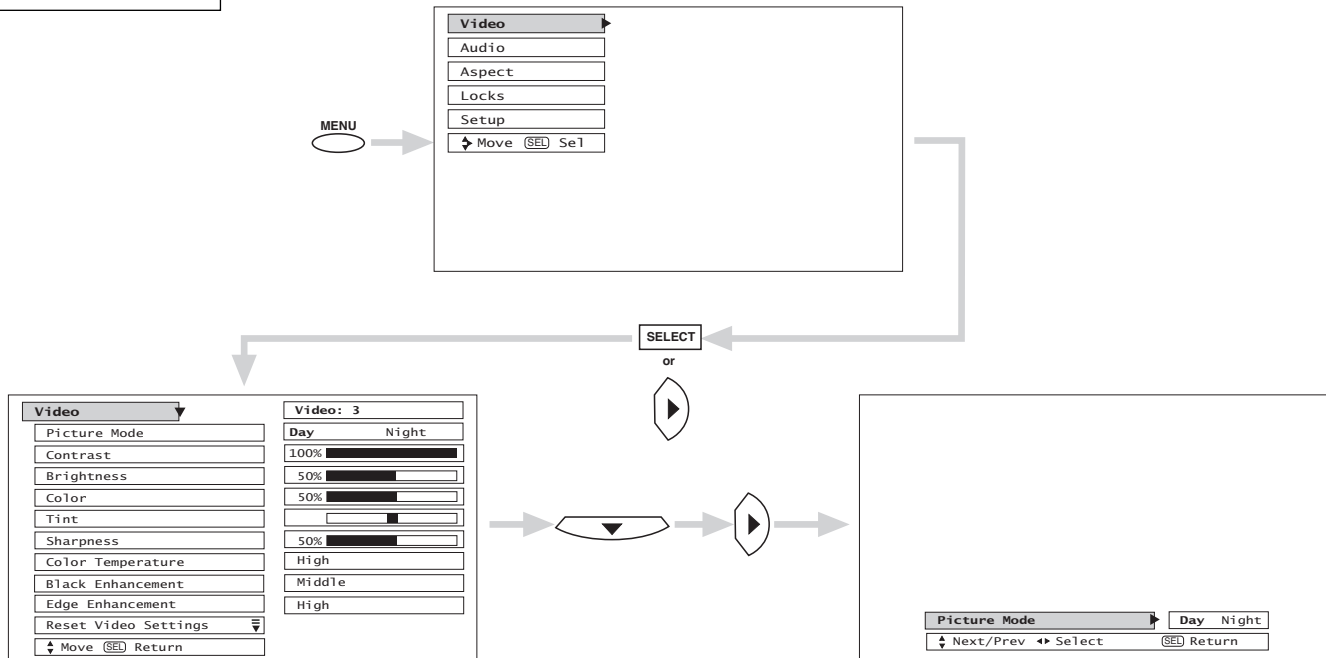 Video
Audio
Aspect
Locks
Setup
Move SEL Sel
MENU
SELECT
or
Video
Picture Mode
Contrast
Brightness
Color
Tint
Sharpness
Color Temperature
Black Enhancement
Edge Enhancement
Reset Video Settings
Move SEL Return
Video: 3
Day Night
100%
50%
50%
50%
High
Middle
High
Picture Mode Day Night
Next/Prev Select SEL Return